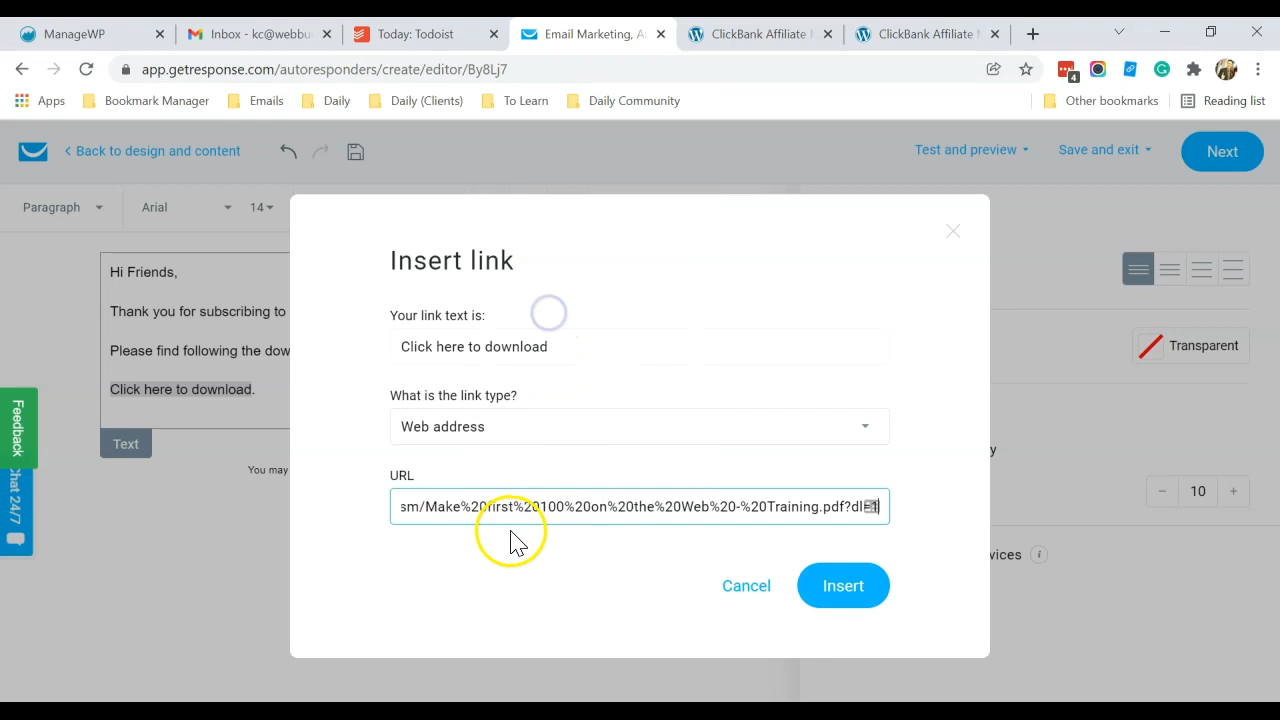 ManageWP
Inbox - kc@webbu
Today: Todoist
Email Marketing, A
ClickBank Affiliate
ClickBank Affiliate
app.getresponse.com/autoresponders/create/editor/By8Lj7
4
Apps
Bookmark Manager
Emails
Daily
Daily (Clients)
To Learn
Daily Community
Other bookmarks
Reading list
< Back to design and content
Test and preview
Save and exit
Next
Paragraph
Arial
14
Insert link
Hi Friends,
Thank you for subscribing to
Please find following the dow
Click here to download.
Text
You may
Your link text is:
Click here to download
What is the link type?
Web address
URL
sm/Make%20first%20100%20on%20the%20Web%20-%20Training.pdf?dl=1
Cancel
Insert
Transparent
y
- 10 +
vices i
Feedback
Chat 24/7